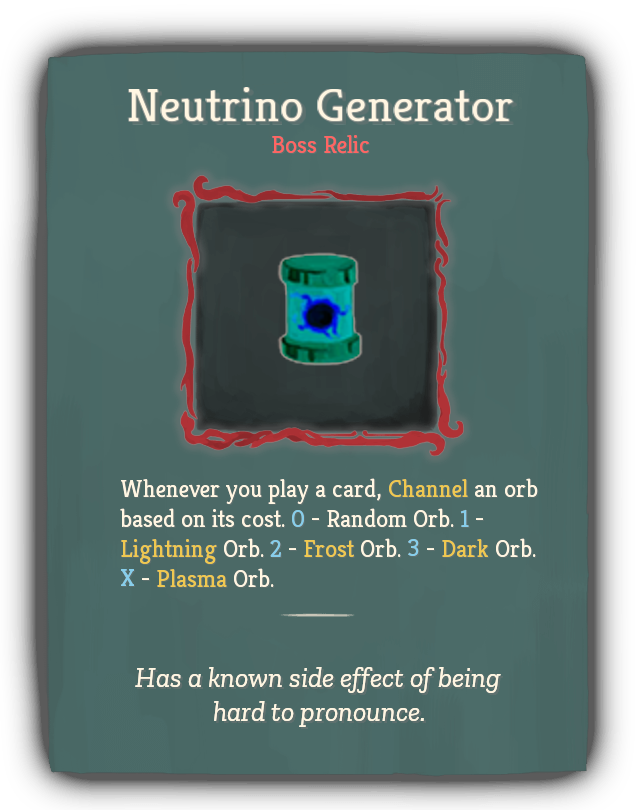 Neutrino Generator
Boss Relic
Whenever you play a card, Channel an orb
based on its cost. 0 - Random Orb. 1 -
Lightning Orb. 2 - Frost Orb. 3 - Dark Orb.
X - Plasma Orb.
Has a known side effect of being
hard to pronounce.